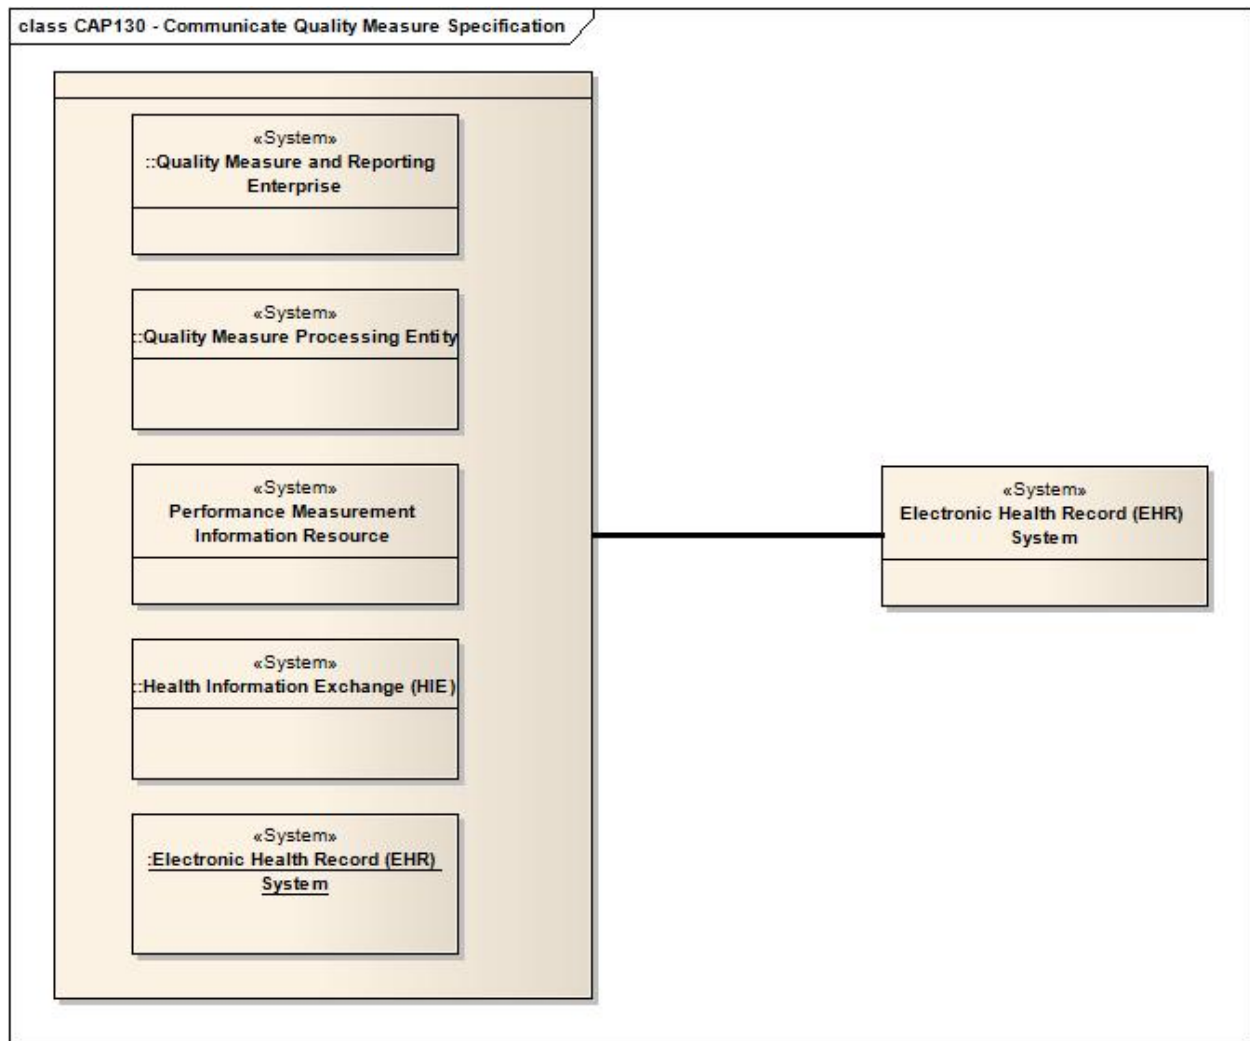 class CAP130 - Communicate Quality Measure Specification
«System»
::Quality Measure and Reporting
Enterprise
«System»
::Quality Measure Processing Entity
«System»
Performance Measurement
Information Resource
«System»
::Health Information Exchange (HIE)
«System»
:Electronic Health Record (EHR)
System
«System»
Electronic Health Record (EHR)
System